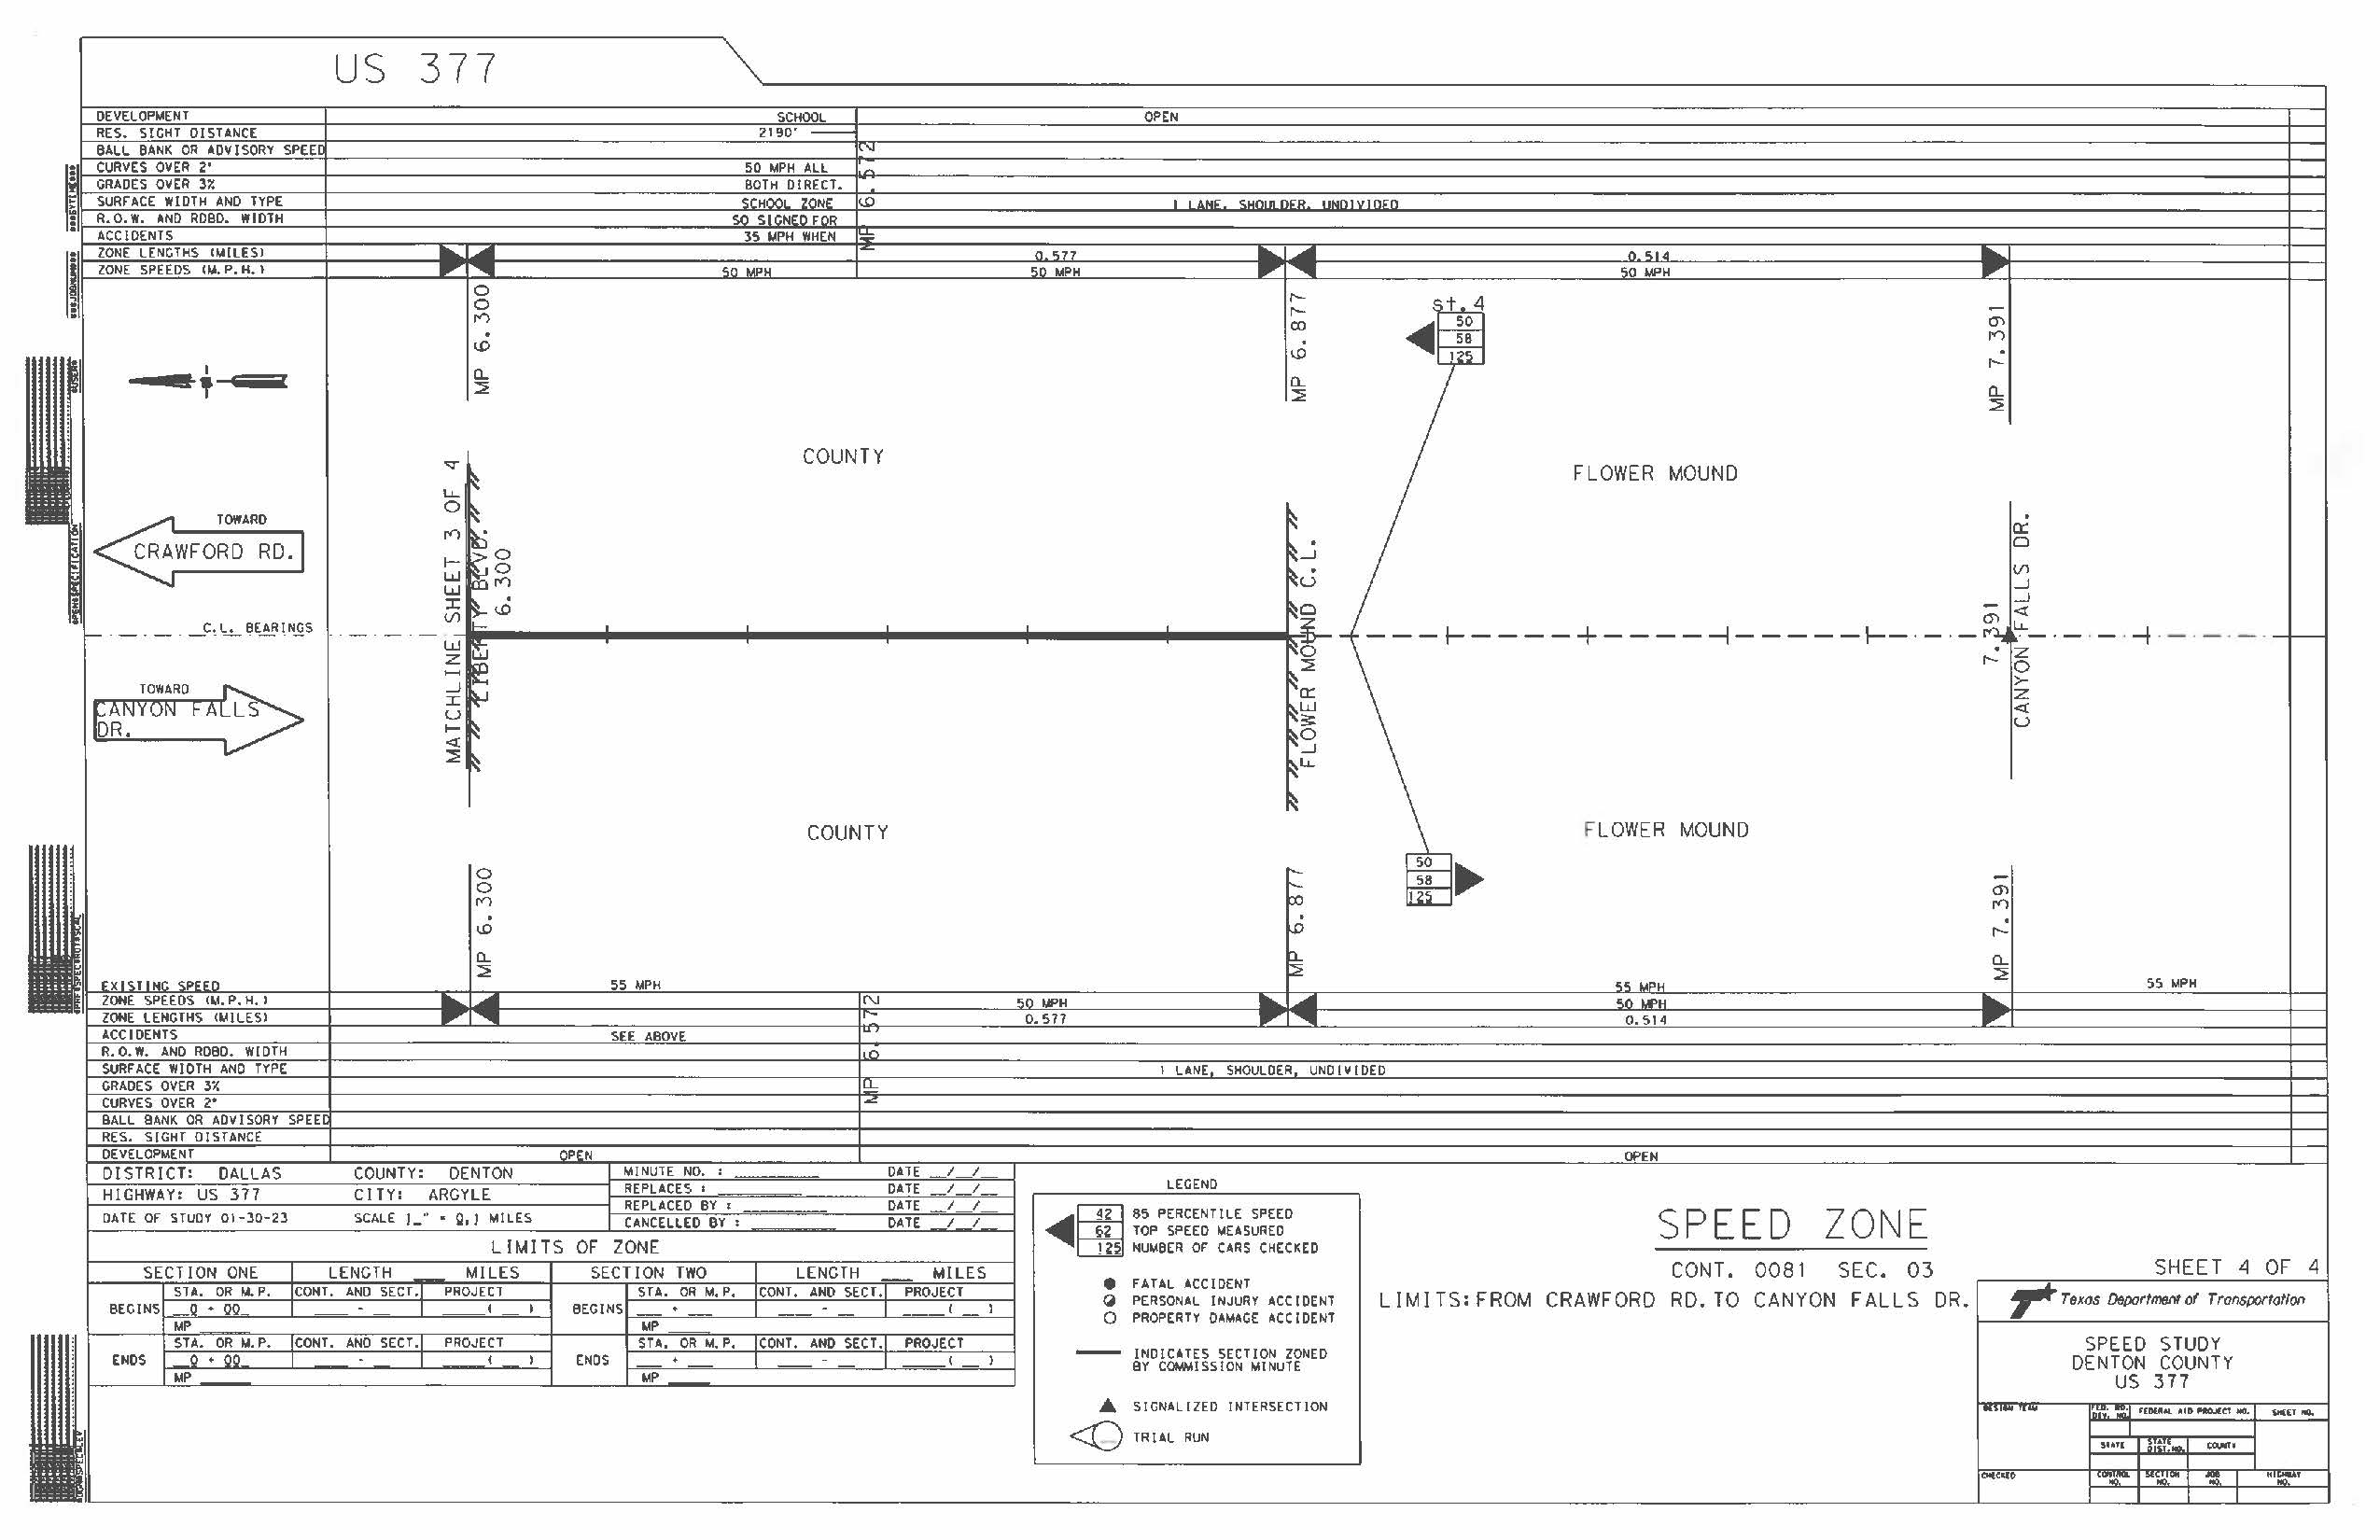 US 377
DEVELOPMENT SCHOOL OPEN
RES. SIGHT DISTANCE 2190'
BALL BANK OR ADVISORY SPEED
CURVES OVER 2° 50 MPH ALL
GRADES OVER 3% BOTH DIRECT.
SURFACE WIDTH AND TYPE SCHOOL ZONE 1 LANE, SHOULDER, UNDIVIDED
R.O.W. AND RDBD. WIDTH SO SIGNED FOR
ACCIDENTS 35 MPH WHEN
MP 6.572
ZONE LENGTHS (MILES) 0.577 0.514
ZONE SPEEDS (M.P.H.) 50 MPH 50 MPH 50 MPH
MP 6.300
MP 6.877
MP 7.391
st.4
50
58
125
COUNTY
FLOWER MOUND
TOWARD
CRAWFORD RD.
MATCHLINE SHEET 3 OF 4
LIBERTY BLVD.
6.300
FLOWER MOUND C.L.
7.391
CANYON FALLS DR.
C.L. BEARINGS
TOWARD
CANYON FALLS
DR.
COUNTY
FLOWER MOUND
50
58
125
MP 6.300
MP 6.877
MP 7.391
EXISTING SPEED 55 MPH 55 MPH 55 MPH
ZONE SPEEDS (M.P.H.) 50 MPH 50 MPH
ZONE LENGTHS (MILES) 0.577 0.514
ACCIDENTS SEE ABOVE
R.O.W. AND RDBD. WIDTH
SURFACE WIDTH AND TYPE 1 LANE, SHOULDER, UNDIVIDED
GRADES OVER 3%
CURVES OVER 2°
BALL BANK OR ADVISORY SPEED
RES. SIGHT DISTANCE
DEVELOPMENT OPEN OPEN
MP 6.572
DISTRICT: DALLAS COUNTY: DENTON MINUTE NO. : DATE _/_/_
HIGHWAY: US 377 CITY: ARGYLE REPLACES : DATE _/_/_
REPLACED BY : DATE _/_/_
DATE OF STUDY 01-30-23 SCALE 1_" = 0.1 MILES CANCELLED BY : DATE _/_/_
LIMITS OF ZONE
SECTION ONE LENGTH ___ MILES SECTION TWO LENGTH ___ MILES
STA. OR M.P. CONT. AND SECT. PROJECT STA. OR M.P. CONT. AND SECT. PROJECT
BEGINS 0 + 00 - ( ) BEGINS + - ( )
MP MP
STA. OR M.P. CONT. AND SECT. PROJECT STA. OR M.P. CONT. AND SECT. PROJECT
ENDS 0 + 00 - ( ) ENDS + - ( )
MP MP
LEGEND
42 85 PERCENTILE SPEED
62 TOP SPEED MEASURED
125 NUMBER OF CARS CHECKED
FATAL ACCIDENT
PERSONAL INJURY ACCIDENT
PROPERTY DAMAGE ACCIDENT
INDICATES SECTION ZONED
BY COMMISSION MINUTE
SIGNALIZED INTERSECTION
TRIAL RUN
SPEED ZONE
CONT. 0081 SEC. 03
LIMITS: FROM CRAWFORD RD. TO CANYON FALLS DR.
SHEET 4 OF 4
Texas Department of Transportation
SPEED STUDY
DENTON COUNTY
US 377
DESIGN TEAM
FED. RD. DIV. NO. FEDERAL AID PROJECT NO. SHEET NO.
STATE STATE DIST. NO. COUNTY
CHECKED
CONTROL NO. SECTION NO. JOB NO. HIGHWAY NO.